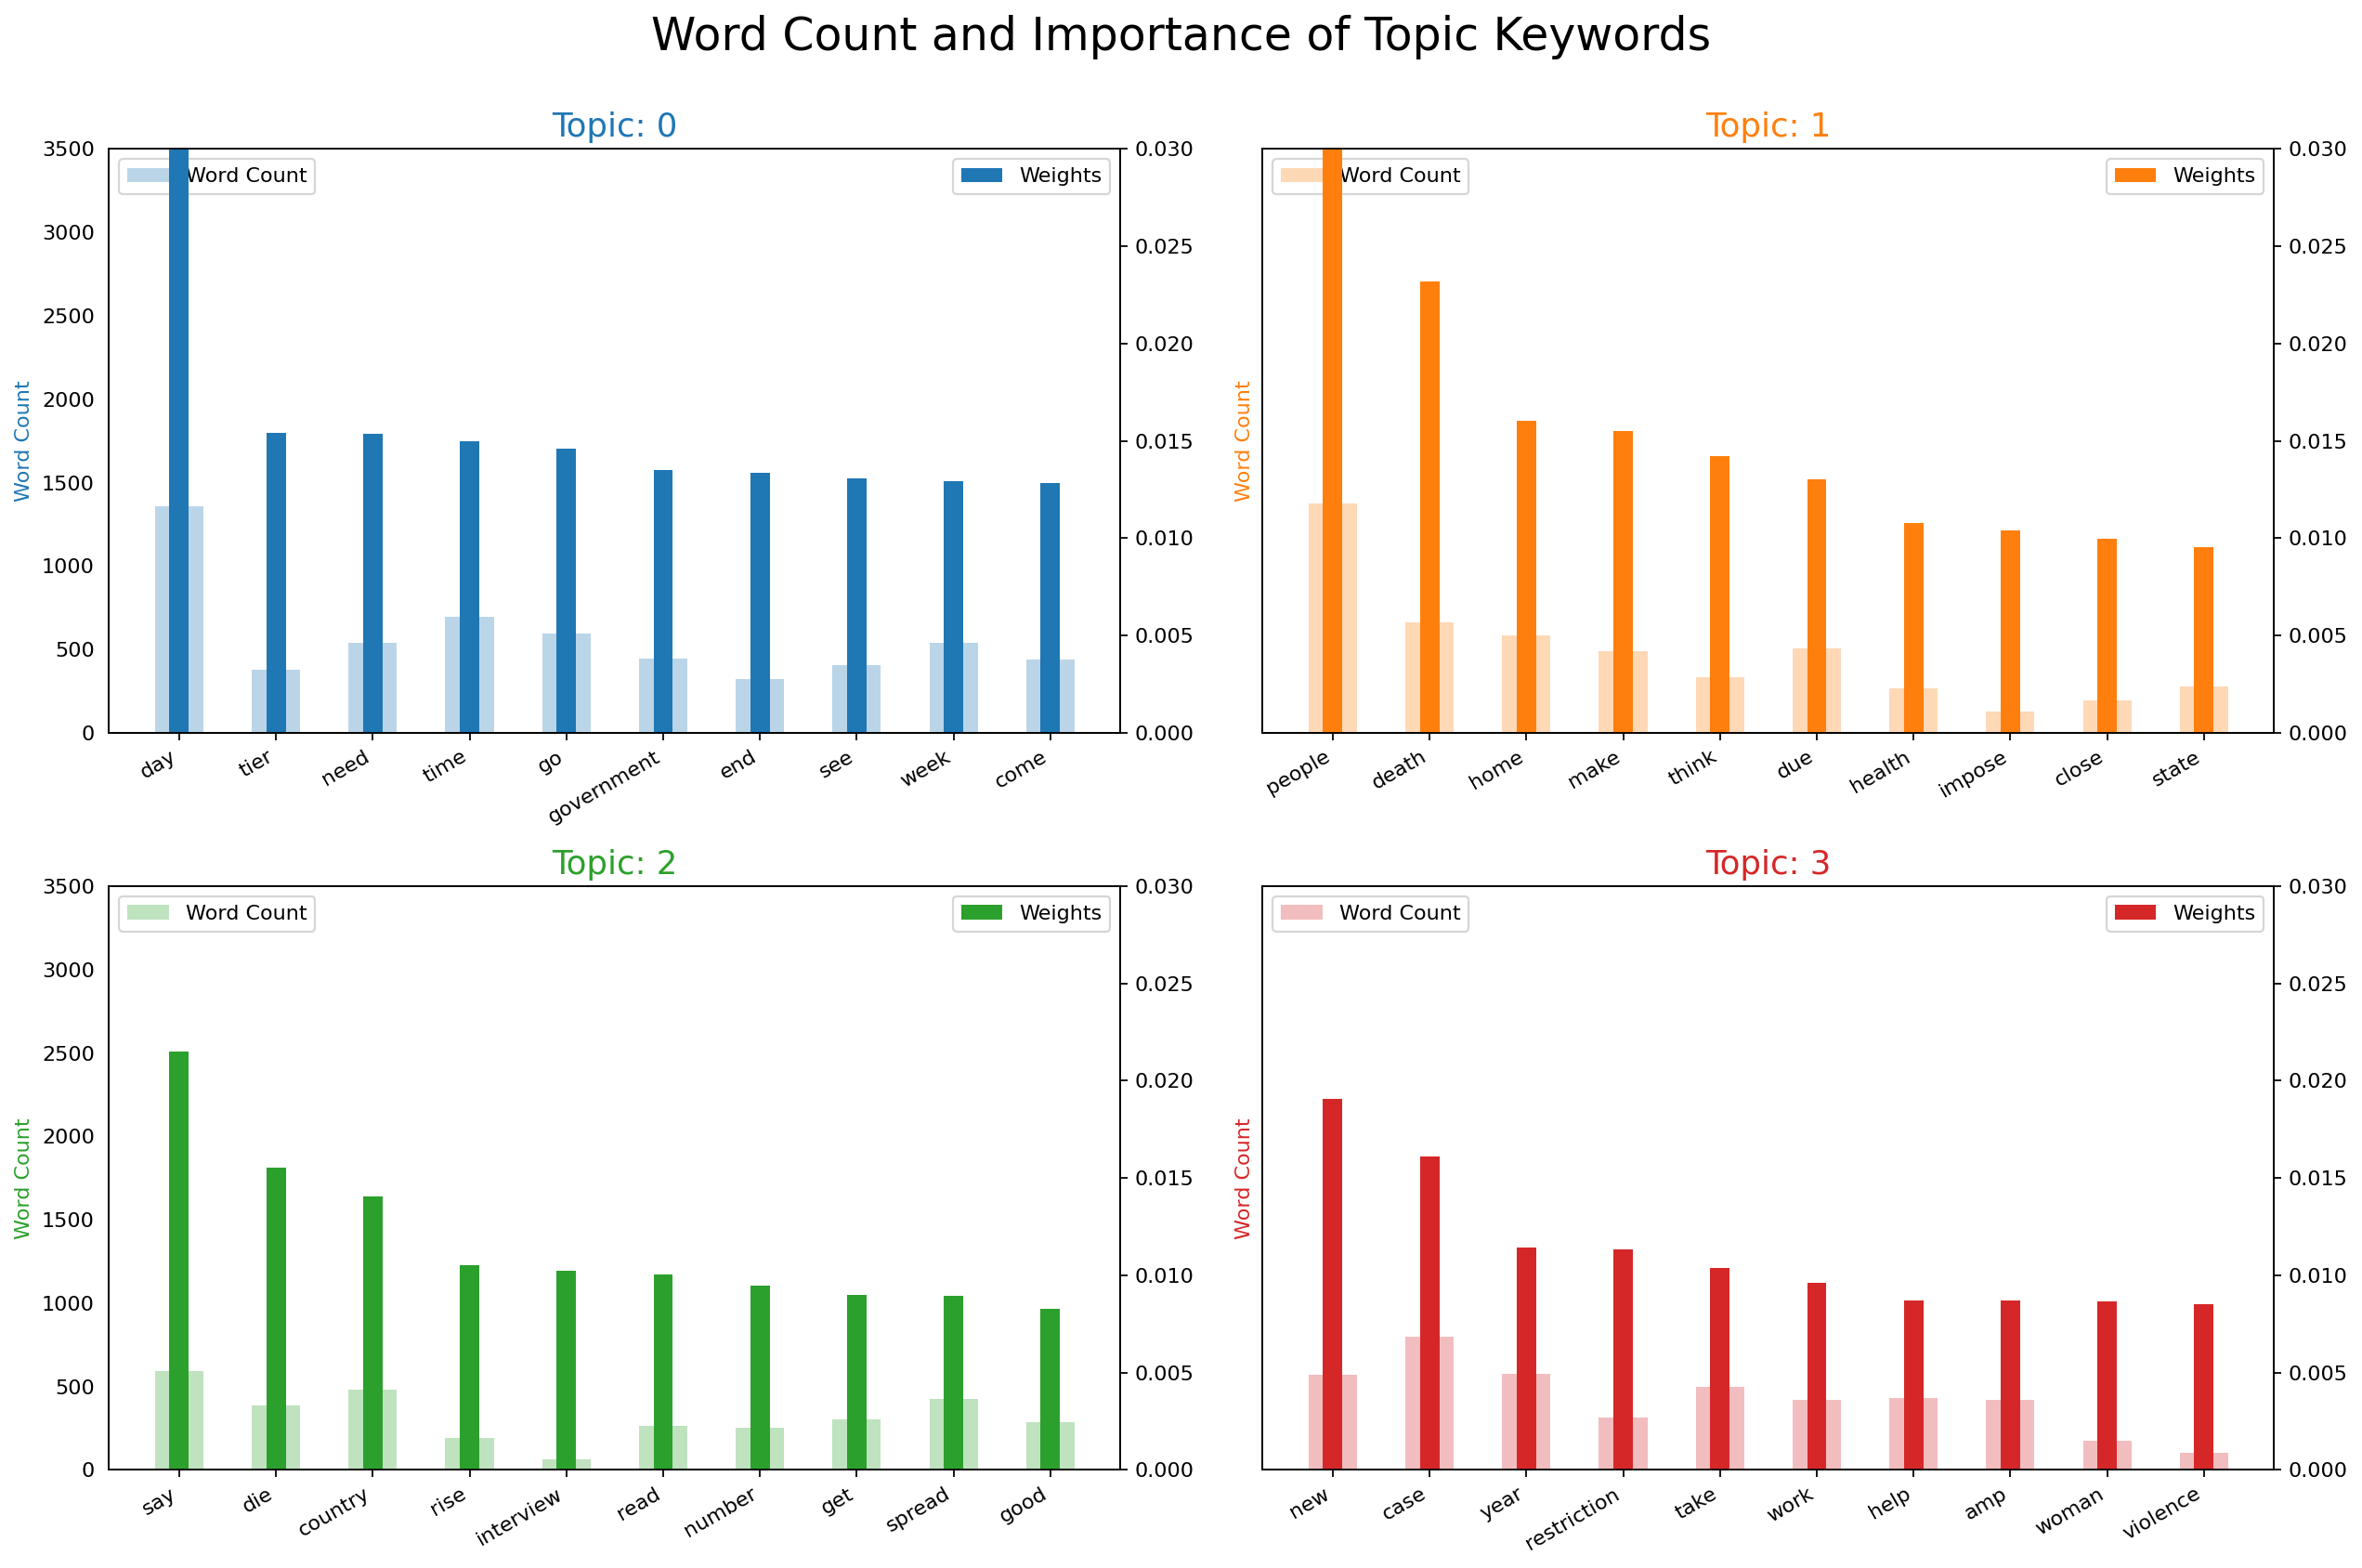 Word Count and Importance of Topic Keywords
Topic: 0
Word Count
Weights
Word Count
3500
3000
2500
2000
1500
1000
500
0
0.030
0.025
0.020
0.015
0.010
0.005
0.000
day
tier
need
time
go
government
end
see
week
come
Topic: 1
Word Count
Weights
Word Count
0.030
0.025
0.020
0.015
0.010
0.005
0.000
people
death
home
make
think
due
health
impose
close
state
Topic: 2
Word Count
Weights
Word Count
3500
3000
2500
2000
1500
1000
500
0
0.030
0.025
0.020
0.015
0.010
0.005
0.000
say
die
country
rise
interview
read
number
get
spread
good
Topic: 3
Word Count
Weights
Word Count
0.030
0.025
0.020
0.015
0.010
0.005
0.000
new
case
year
restriction
take
work
help
amp
woman
violence